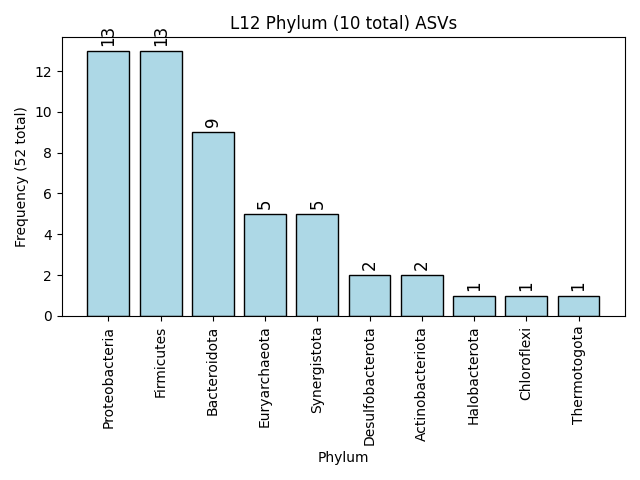 L12 Phylum (10 total) ASVs
13
13
9
5
5
2
2
1
1
1
12
10
8
6
4
2
0
Frequency (52 total)
Proteobacteria
Firmicutes
Bacteroidota
Euryarchaeota
Synergistota
Desulfobacterota
Actinobacteriota
Halobacterota
Chloroflexi
Thermotogota
Phylum